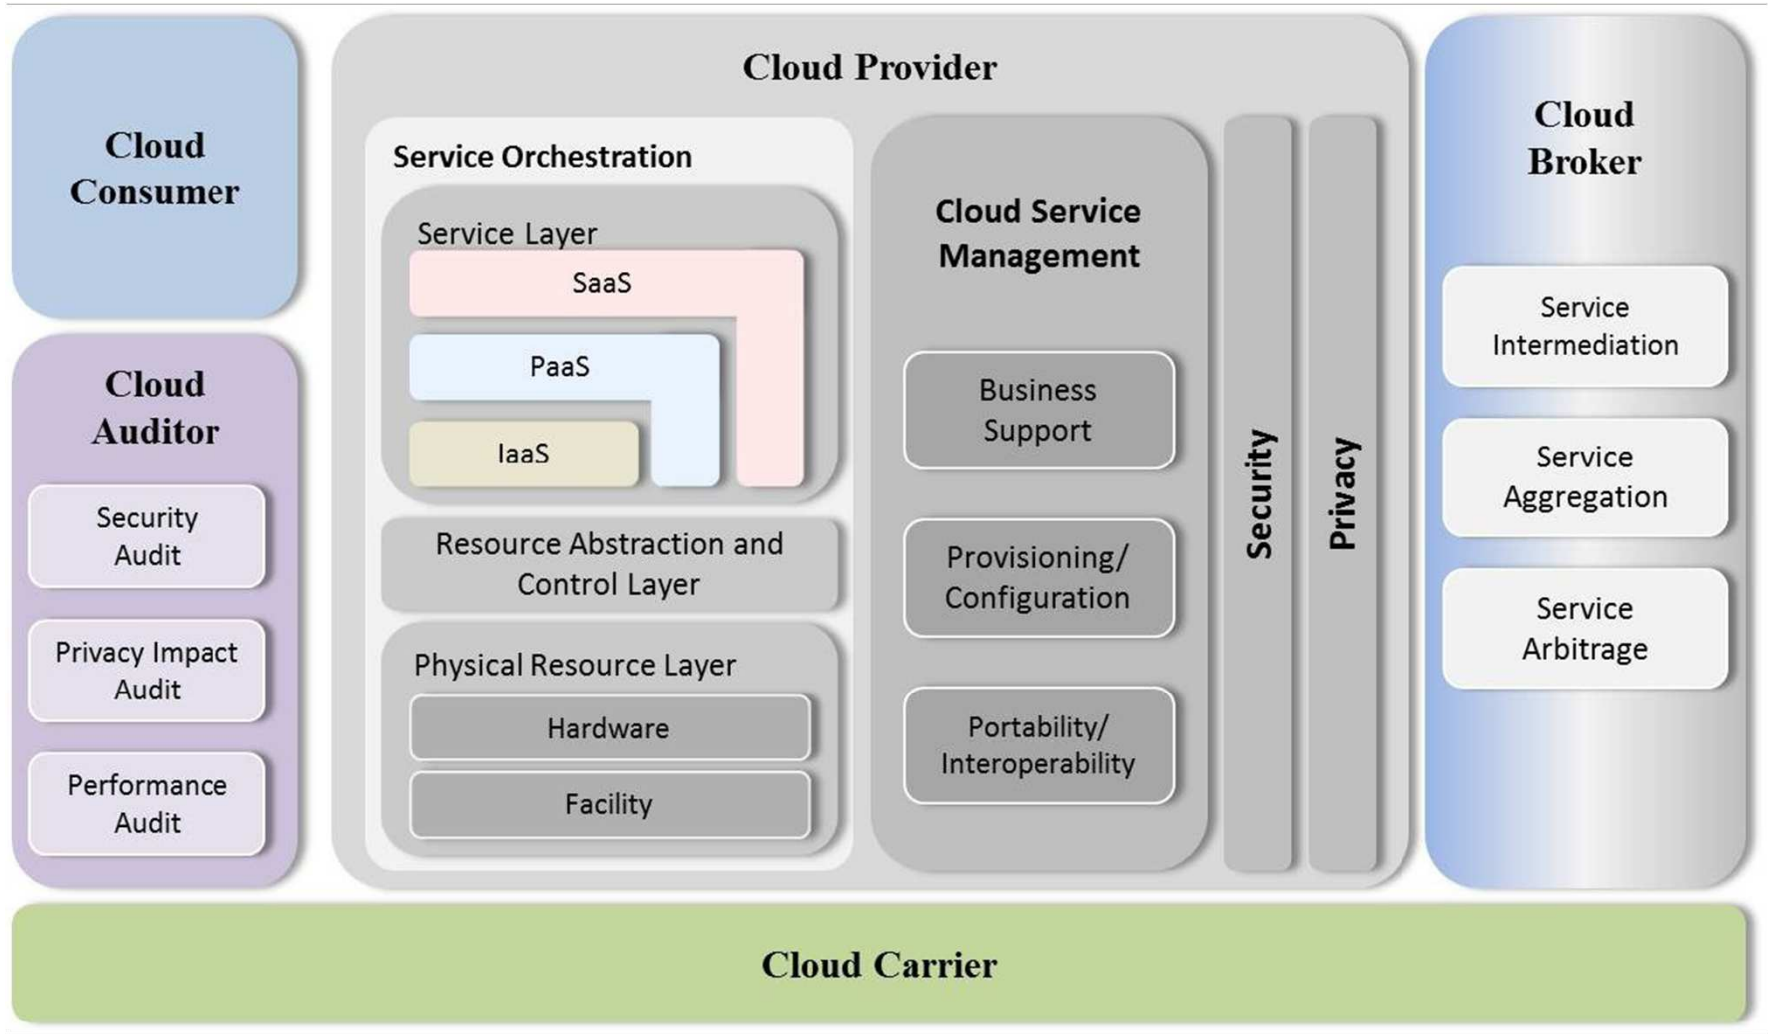 Cloud
Consumer
Cloud
Auditor
Security
Audit
Privacy Impact
Audit
Performance
Audit
Cloud Provider
Service Orchestration
Service Layer
SaaS
PaaS
IaaS
Resource Abstraction and
Control Layer
Physical Resource Layer
Hardware
Facility
Cloud Service
Management
Business
Support
Provisioning/
Configuration
Portability/
Interoperability
Security
Privacy
Cloud
Broker
Service
Intermediation
Service
Aggregation
Service
Arbitrage
Cloud Carrier